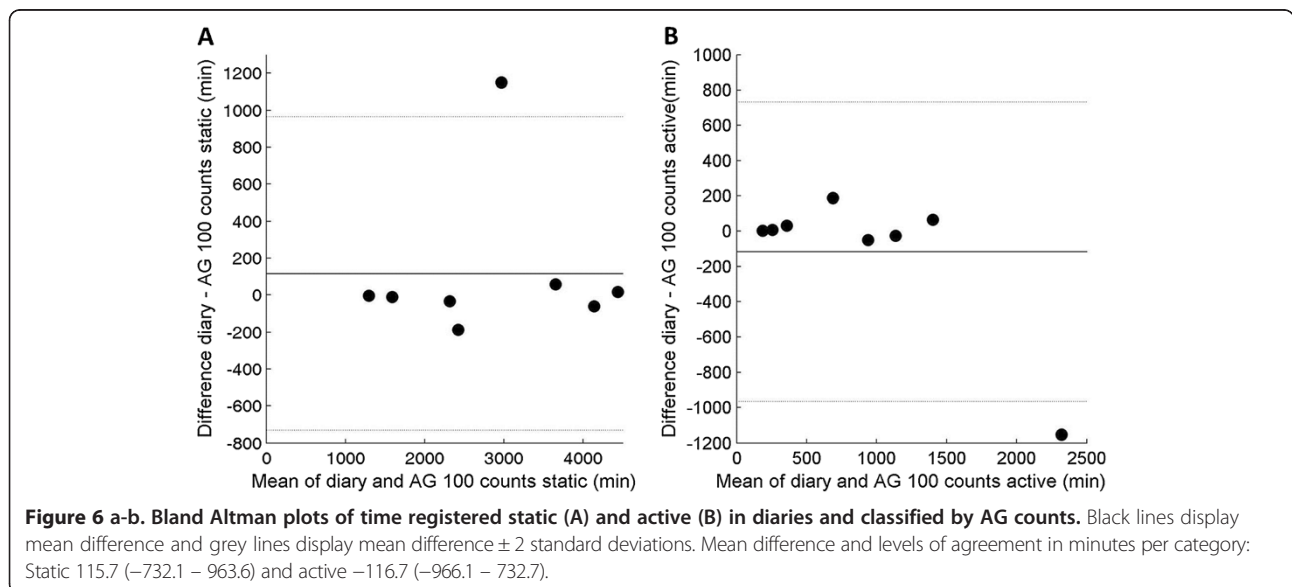 A
Difference diary - AG 100 counts static (min)
1200
1000
800
600
400
200
0
-200
-400
-600
-800
0 1000 2000 3000 4000
Mean of diary and AG 100 counts static (min)
B
Difference diary - AG 100 counts active(min)
1000
800
600
400
200
0
-200
-400
-600
-800
-1000
-1200
0 500 1000 1500 2000 2500
Mean of diary and AG 100 counts active (min)
Figure 6 a-b. Bland Altman plots of time registered static (A) and active (B) in diaries and classified by AG counts. Black lines display
mean difference and grey lines display mean difference ± 2 standard deviations. Mean difference and levels of agreement in minutes per category:
Static 115.7 (−732.1 – 963.6) and active −116.7 (−966.1 – 732.7).